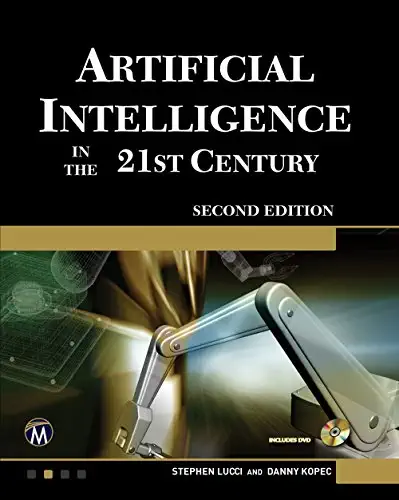 ARTIFICIAL
INTELLIGENCE
IN THE 21ST CENTURY
SECOND EDITION
INCLUDES DVD
M
STEPHEN LUCCI AND DANNY KOPEC